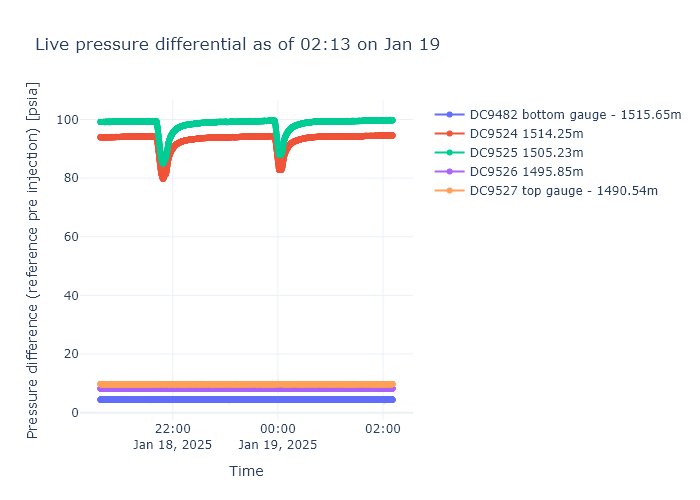 Live pressure differential as of 02:13 on Jan 19
Pressure difference (reference pre injection) [psia]
100
80
60
40
20
0
22:00
Jan 18, 2025
00:00
Jan 19, 2025
02:00
Time
DC9482 bottom gauge - 1515.65m
DC9524 1514.25m
DC9525 1505.23m
DC9526 1495.85m
DC9527 top gauge - 1490.54m